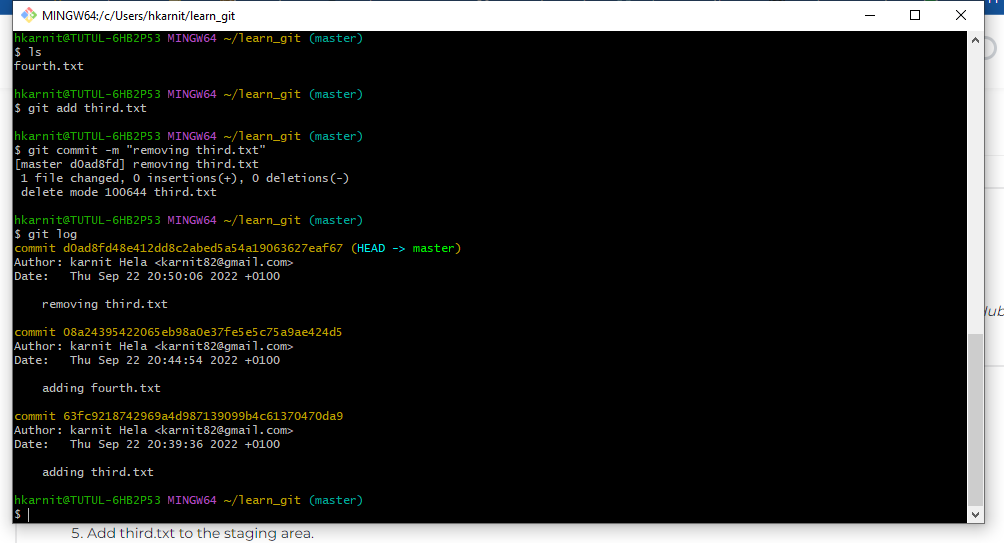 MINGW64:/c/Users/hkarnit/learn_git
hkarnit@TUTUL-6HB2P53 MINGW64 ~/learn_git (master)
$ ls
fourth.txt
hkarnit@TUTUL-6HB2P53 MINGW64 ~/learn_git (master)
$ git add third.txt
hkarnit@TUTUL-6HB2P53 MINGW64 ~/learn_git (master)
$ git commit -m "removing third.txt"
[master d0ad8fd] removing third.txt
1 file changed, 0 insertions(+), 0 deletions(-)
delete mode 100644 third.txt
hkarnit@TUTUL-6HB2P53 MINGW64 ~/learn_git (master)
$ git log
commit d0ad8fd48e412dd8c2abed5a54a19063627eaf67 (HEAD -> master)
Author: karnit Hela <karnit82@gmail.com>
Date:   Thu Sep 22 20:50:06 2022 +0100
removing third.txt
commit 08a24395422065eb98a0e37fe5e5c75a9ae424d5
Author: karnit Hela <karnit82@gmail.com>
Date:   Thu Sep 22 20:44:54 2022 +0100
adding fourth.txt
commit 63fc9218742969a4d987139099b4c61370470da9
Author: karnit Hela <karnit82@gmail.com>
Date:   Thu Sep 22 20:39:36 2022 +0100
adding third.txt
hkarnit@TUTUL-6HB2P53 MINGW64 ~/learn_git (master)
$
5. Add third.txt to the staging area.